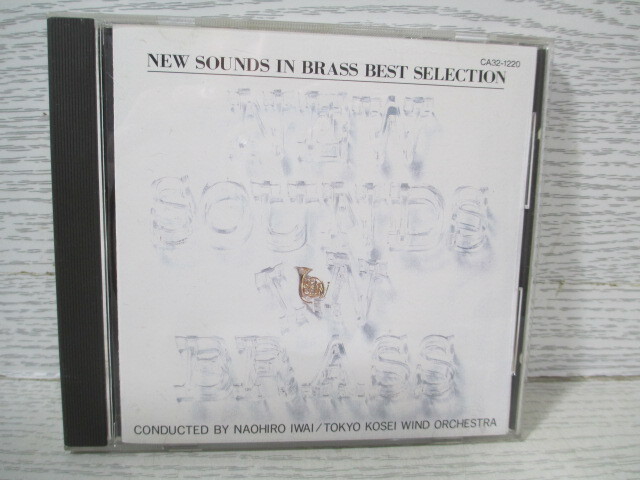 NEW SOUNDS IN BRASS BEST SELECTION
CA32-1220
NEW
SOUNDS
IN
BRASS
CONDUCTED BY NAOHIRO IWAI/TOKYO KOSEI WIND ORCHESTRA